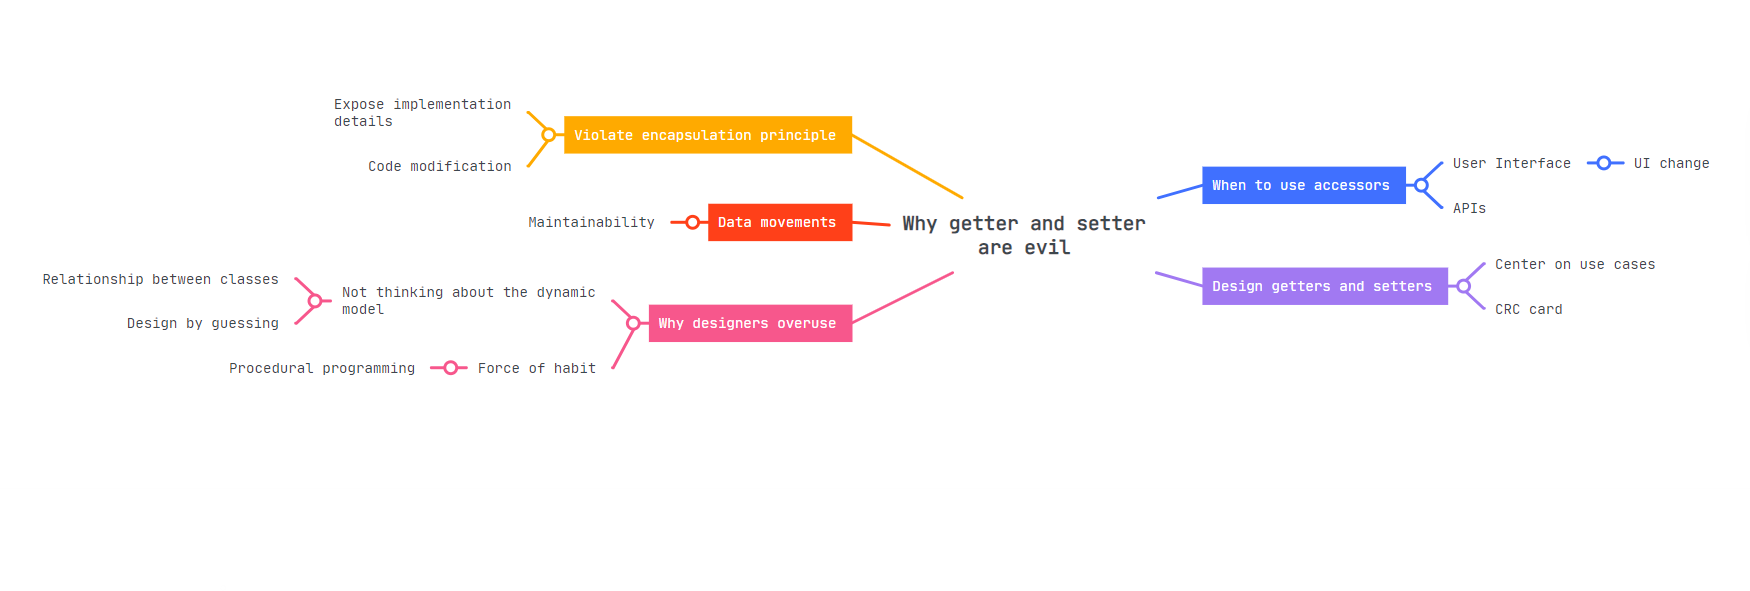 Expose implementation
details
Code modification
Violate encapsulation principle
Maintainability
Data movements
Relationship between classes
Design by guessing
Not thinking about the dynamic
model
Procedural programming
Force of habit
Why designers overuse
Why getter and setter
are evil
When to use accessors
User Interface
UI change
APIs
Design getters and setters
Center on use cases
CRC card